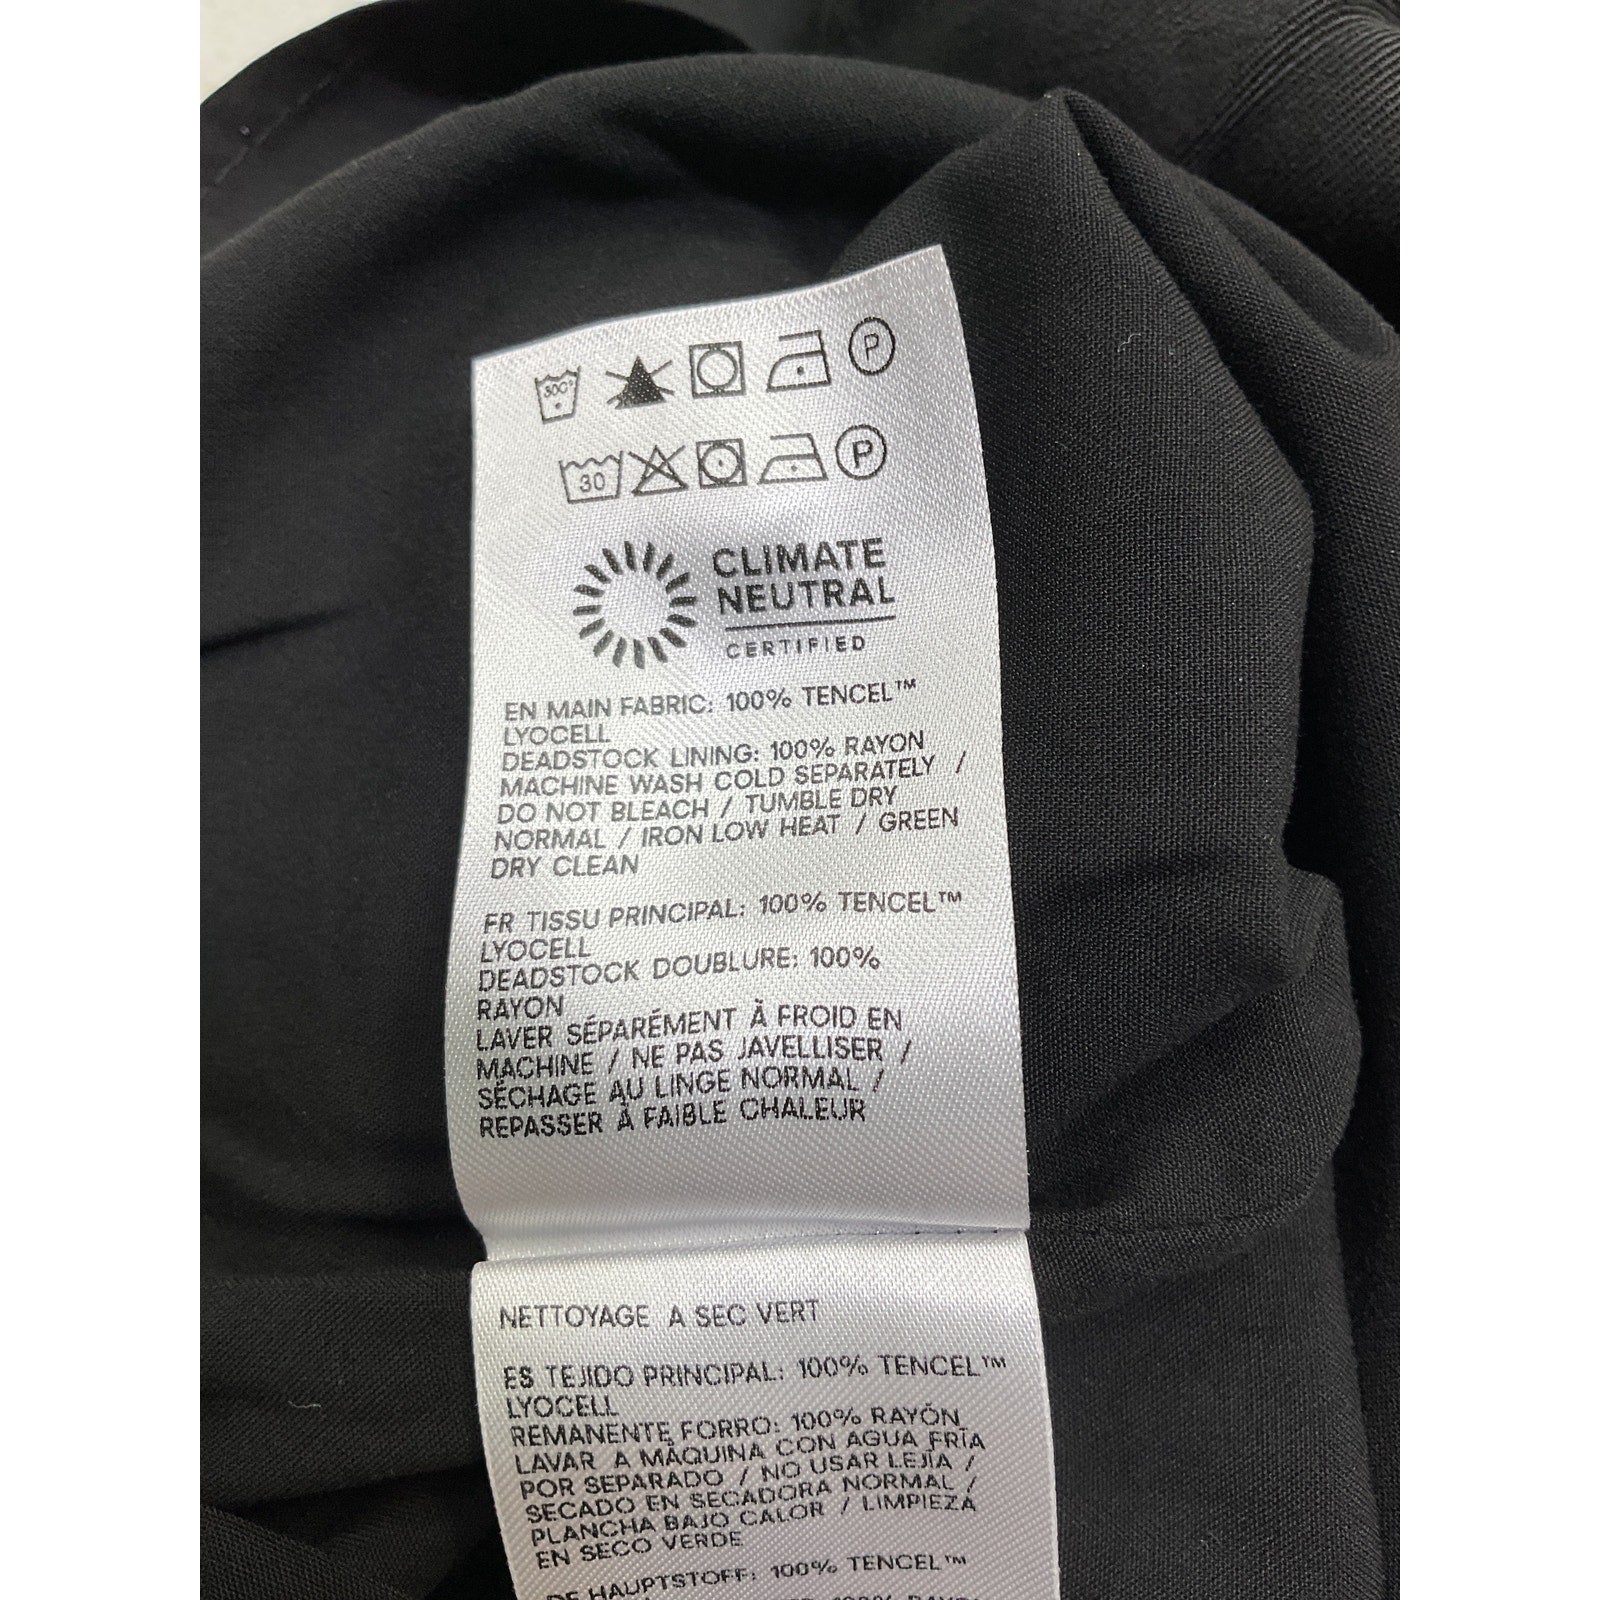 30C°
P
30
P
CLIMATE
NEUTRAL
CERTIFIED
EN MAIN FABRIC: 100% TENCEL™
LYOCELL
DEADSTOCK LINING: 100% RAYON
MACHINE WASH COLD SEPARATELY /
DO NOT BLEACH / TUMBLE DRY
NORMAL / IRON LOW HEAT / GREEN
DRY CLEAN
FR TISSU PRINCIPAL: 100% TENCEL™
LYOCELL
DEADSTOCK DOUBLURE: 100%
RAYON
LAVER SÉPARÉMENT À FROID EN
MACHINE / NE PAS JAVELLISER /
SÉCHAGE AU LINGE NORMAL /
REPASSER À FAIBLE CHALEUR
NETTOYAGE A SEC VERT
ES TEJIDO PRINCIPAL: 100% TENCEL™
LYOCELL
REMANENTE FORRO: 100% RAYÓN
LAVAR A MÁQUINA CON AGUA FRÍA
POR SEPARADO / NO USAR LEJÍA /
SECADO EN SECADORA NORMAL /
PLANCHA BAJO CALOR / LIMPIEZA
EN SECO VERDE
DE HAUPTSTOFF: 100% TENCEL™